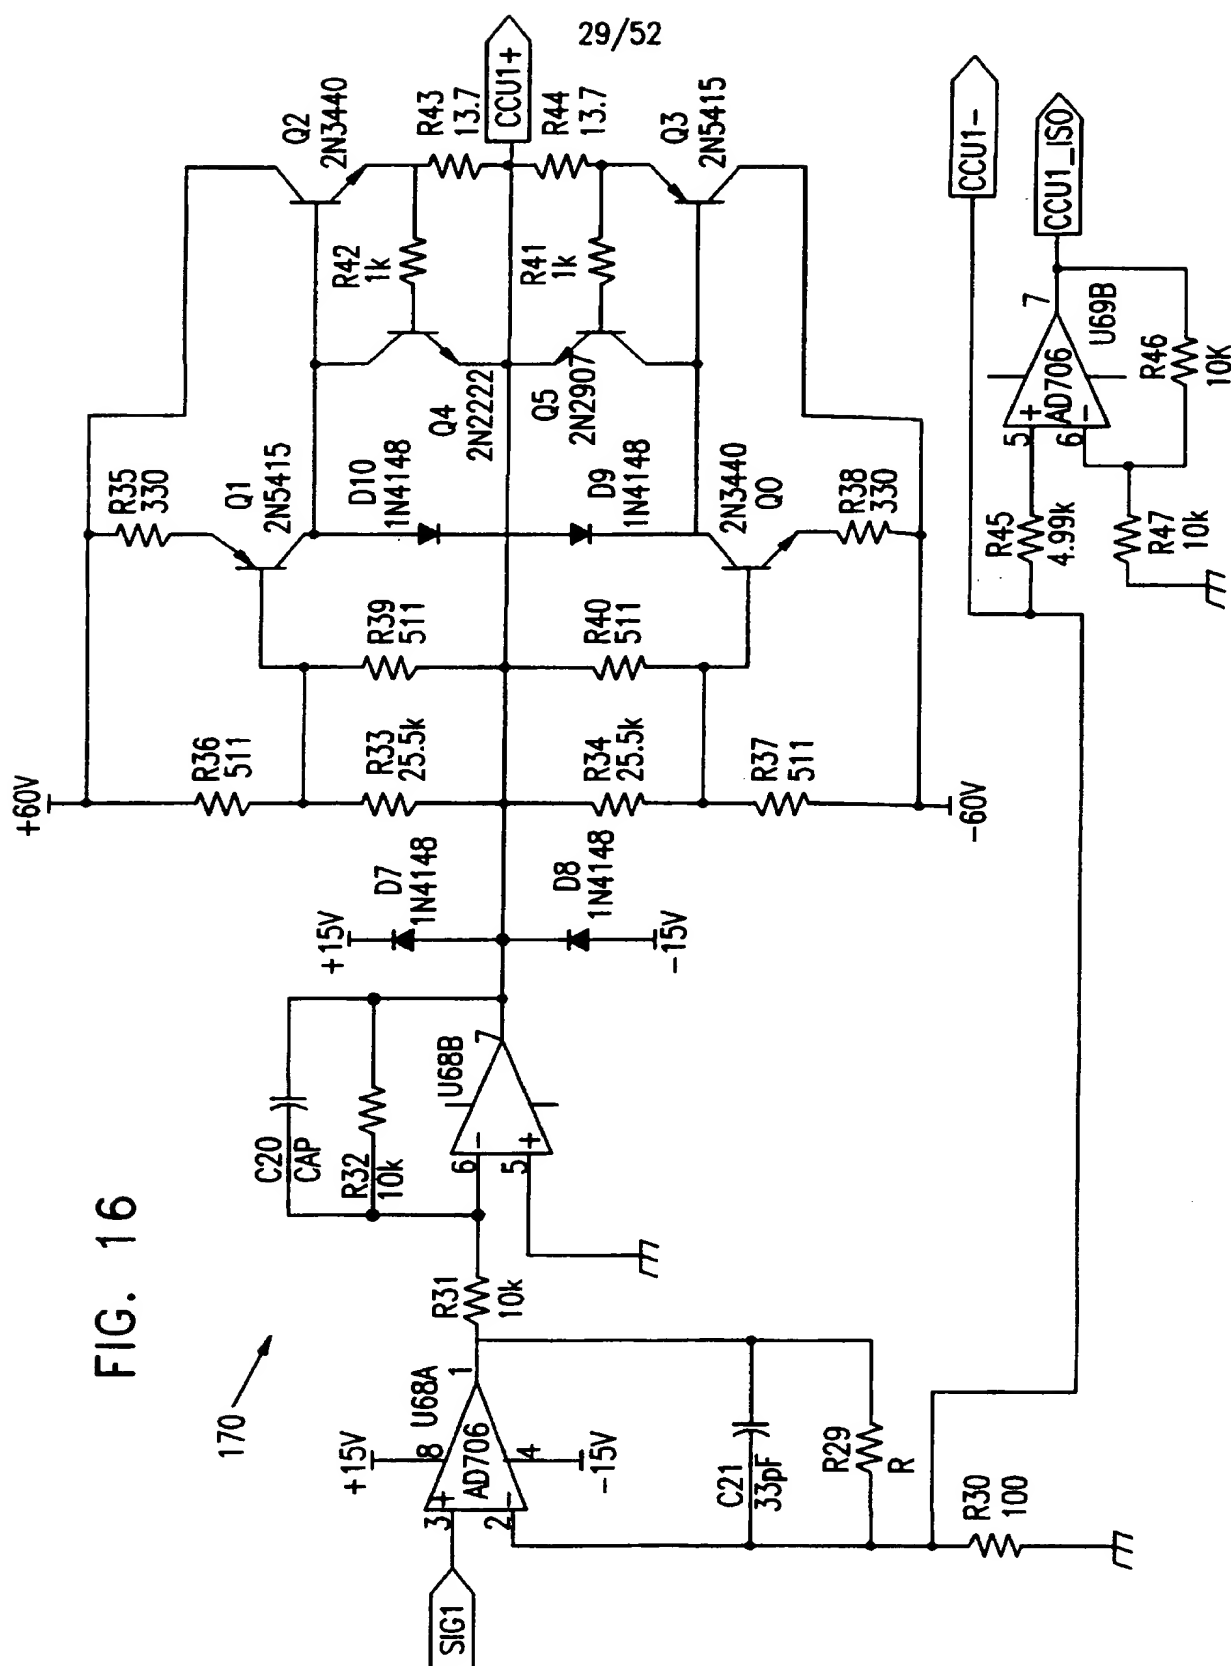 29/52
FIG. 16
170
SIG1
+15V
-15V
U68A
AD706
3
+
2
-
8
4
1
C21
33pF
R29
R
R30
100
R31
10k
C20
CAP
R32
10k
U68B
6
-
5
+
7
+15V
D7
1N4148
D8
1N4148
-15V
+60V
R36
511
R33
25.5k
R34
25.5k
R37
511
-60V
R39
511
R40
511
R35
330
Q1
2N5415
D10
1N4148
D9
1N4148
2N3440
Q0
R38
330
Q4
2N2222
Q5
2N2907
R42
1k
R41
1k
Q2
2N3440
R43
13.7
CCU1+
R44
13.7
Q3
2N5415
CCU1-
CCU1_ISO
R45
4.99k
R47
10k
5
+
6
-
AD706
7
U69B
R46
10K